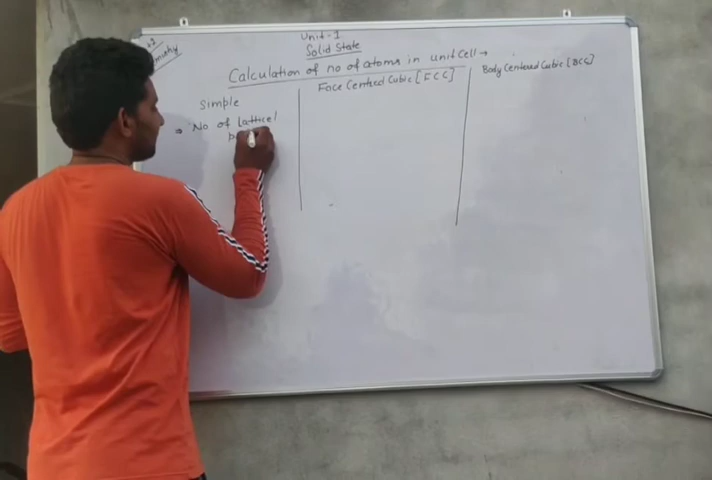 Unit-1
Solid State
Calculation of no of atoms in unit cell →
Simple
Face Centred Cubic [FCC]
Body Centered Cubic [BCC]
→ No of lattice